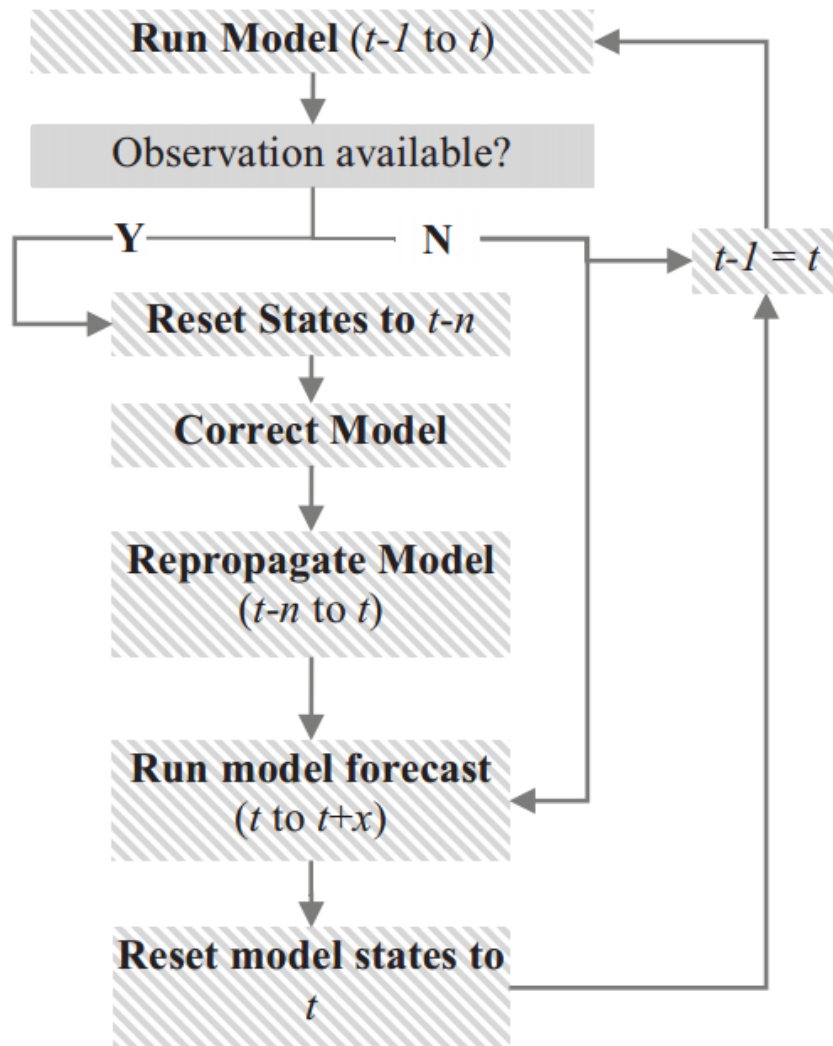 Run Model (t-1 to t)
Observation available?
Y
N
t-1 = t
Reset States to t-n
Correct Model
Repropagate Model
(t-n to t)
Run model forecast
(t to t+x)
Reset model states to
t